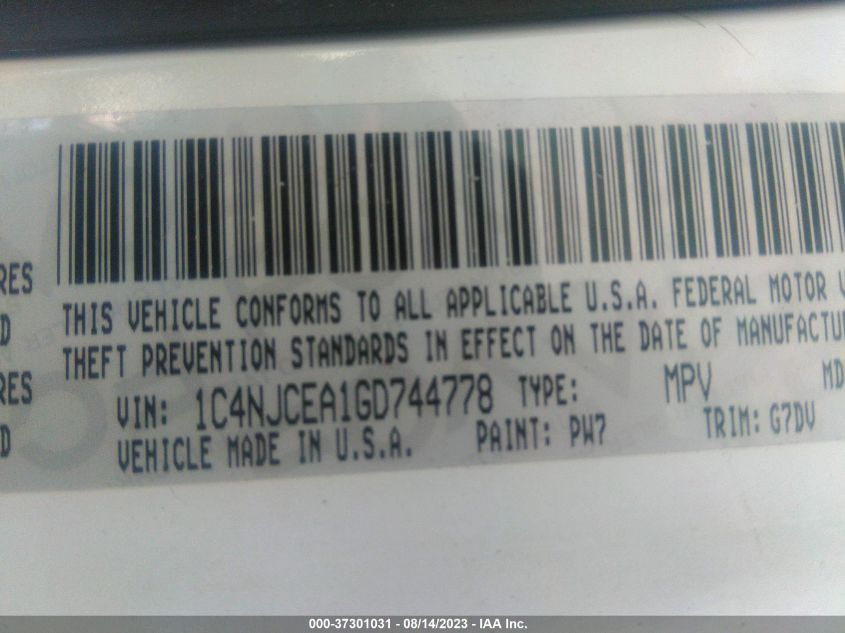 RES
THIS VEHICLE CONFORMS TO ALL APPLICABLE U.S.A. FEDERAL MOTOR V
D
THEFT PREVENTION STANDARDS IN EFFECT ON THE DATE OF MANUFACTU
RES
VIN: 1C4NJCEA1GD744778 TYPE: MPV MD
D
VEHICLE MADE IN U.S.A. PAINT: PW7 TRIM: G7DV
000-37301031 - 08/14/2023 - IAA Inc.